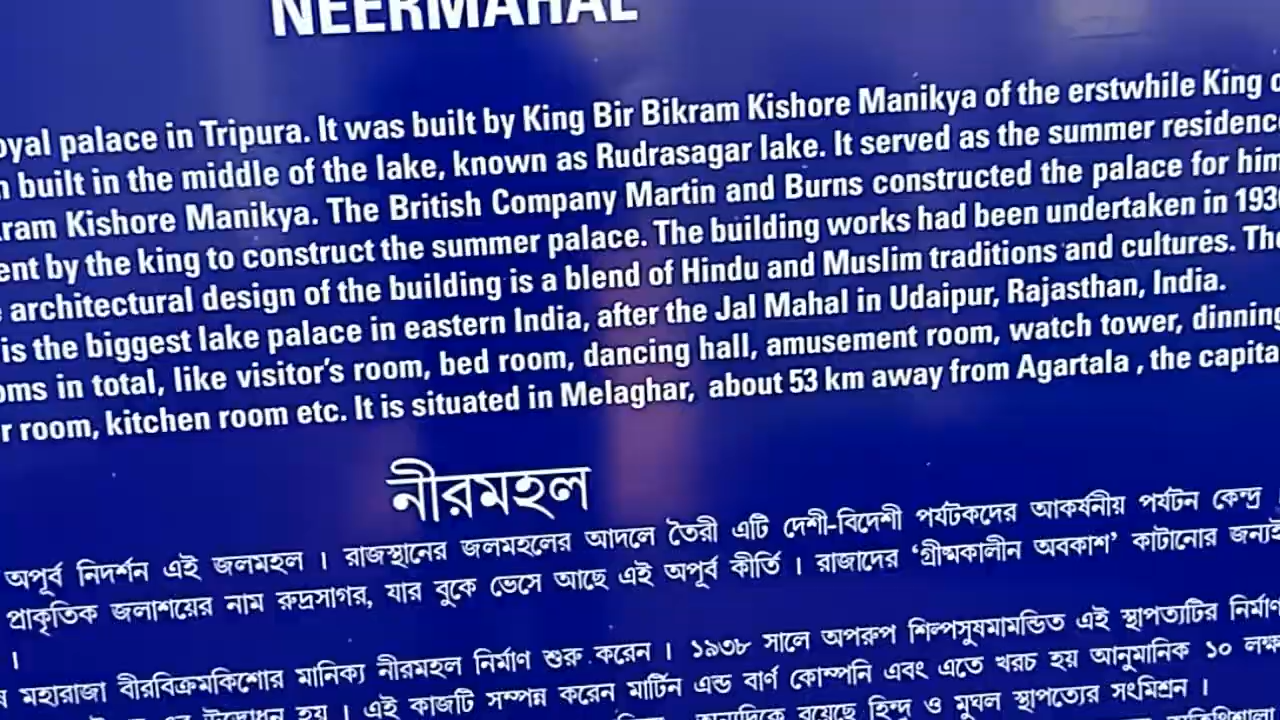 NEERMAHAL
oyal palace in Tripura. It was built by King Bir Bikram Kishore Manikya of the erstwhile King
built in the middle of the lake, known as Rudrasagar lake. It served as the summer residenc
ram Kishore Manikya. The British Company Martin and Burns constructed the palace for him
ent by the king to construct the summer palace. The building works had been undertaken in 193
architectural design of the building is a blend of Hindu and Muslim traditions and cultures. The
is the biggest lake palace in eastern India, after the Jal Mahal in Udaipur, Rajasthan, India.
oms in total, like visitor's room, bed room, dancing hall, amusement room, watch tower, dinning
r room, kitchen room etc. It is situated in Melaghar, about 53 km away from Agartala , the capita
নীরমহল
অপূর্ব নিদর্শন এই জলমহল । রাজস্থানের জলমহলের আদলে তৈরী এটি দেশী-বিদেশী পর্যটকদের আকর্ষনীয় পর্যটন কেন্দ্র
প্রাকৃতিক জলাশয়ের নাম রুদ্রসাগর, যার বুকে ভেসে আছে এই অপূর্ব কীর্তি । রাজাদের ‘গ্রীষ্মকালীন অবকাশ’ কাটানোর জন্যই
।
মহারাজা বীরবিক্রমকিশোর মানিক্য নীরমহল নির্মাণ শুরু করেন । ১৯৩৮ সালে অপরুপ শিল্পসুষমামন্ডিত এই স্থাপত্যটির নির্মাণ
হয় । এই কাজটি সম্পন্ন করেন মার্টিন এন্ড বার্ণ কোম্পনি এবং এতে খরচ হয় আনুমানিক ১০ লক্ষ
অন্যদিকে রয়েছে হিন্দু ও মুঘল স্থাপত্যের সংমিশ্রন ।